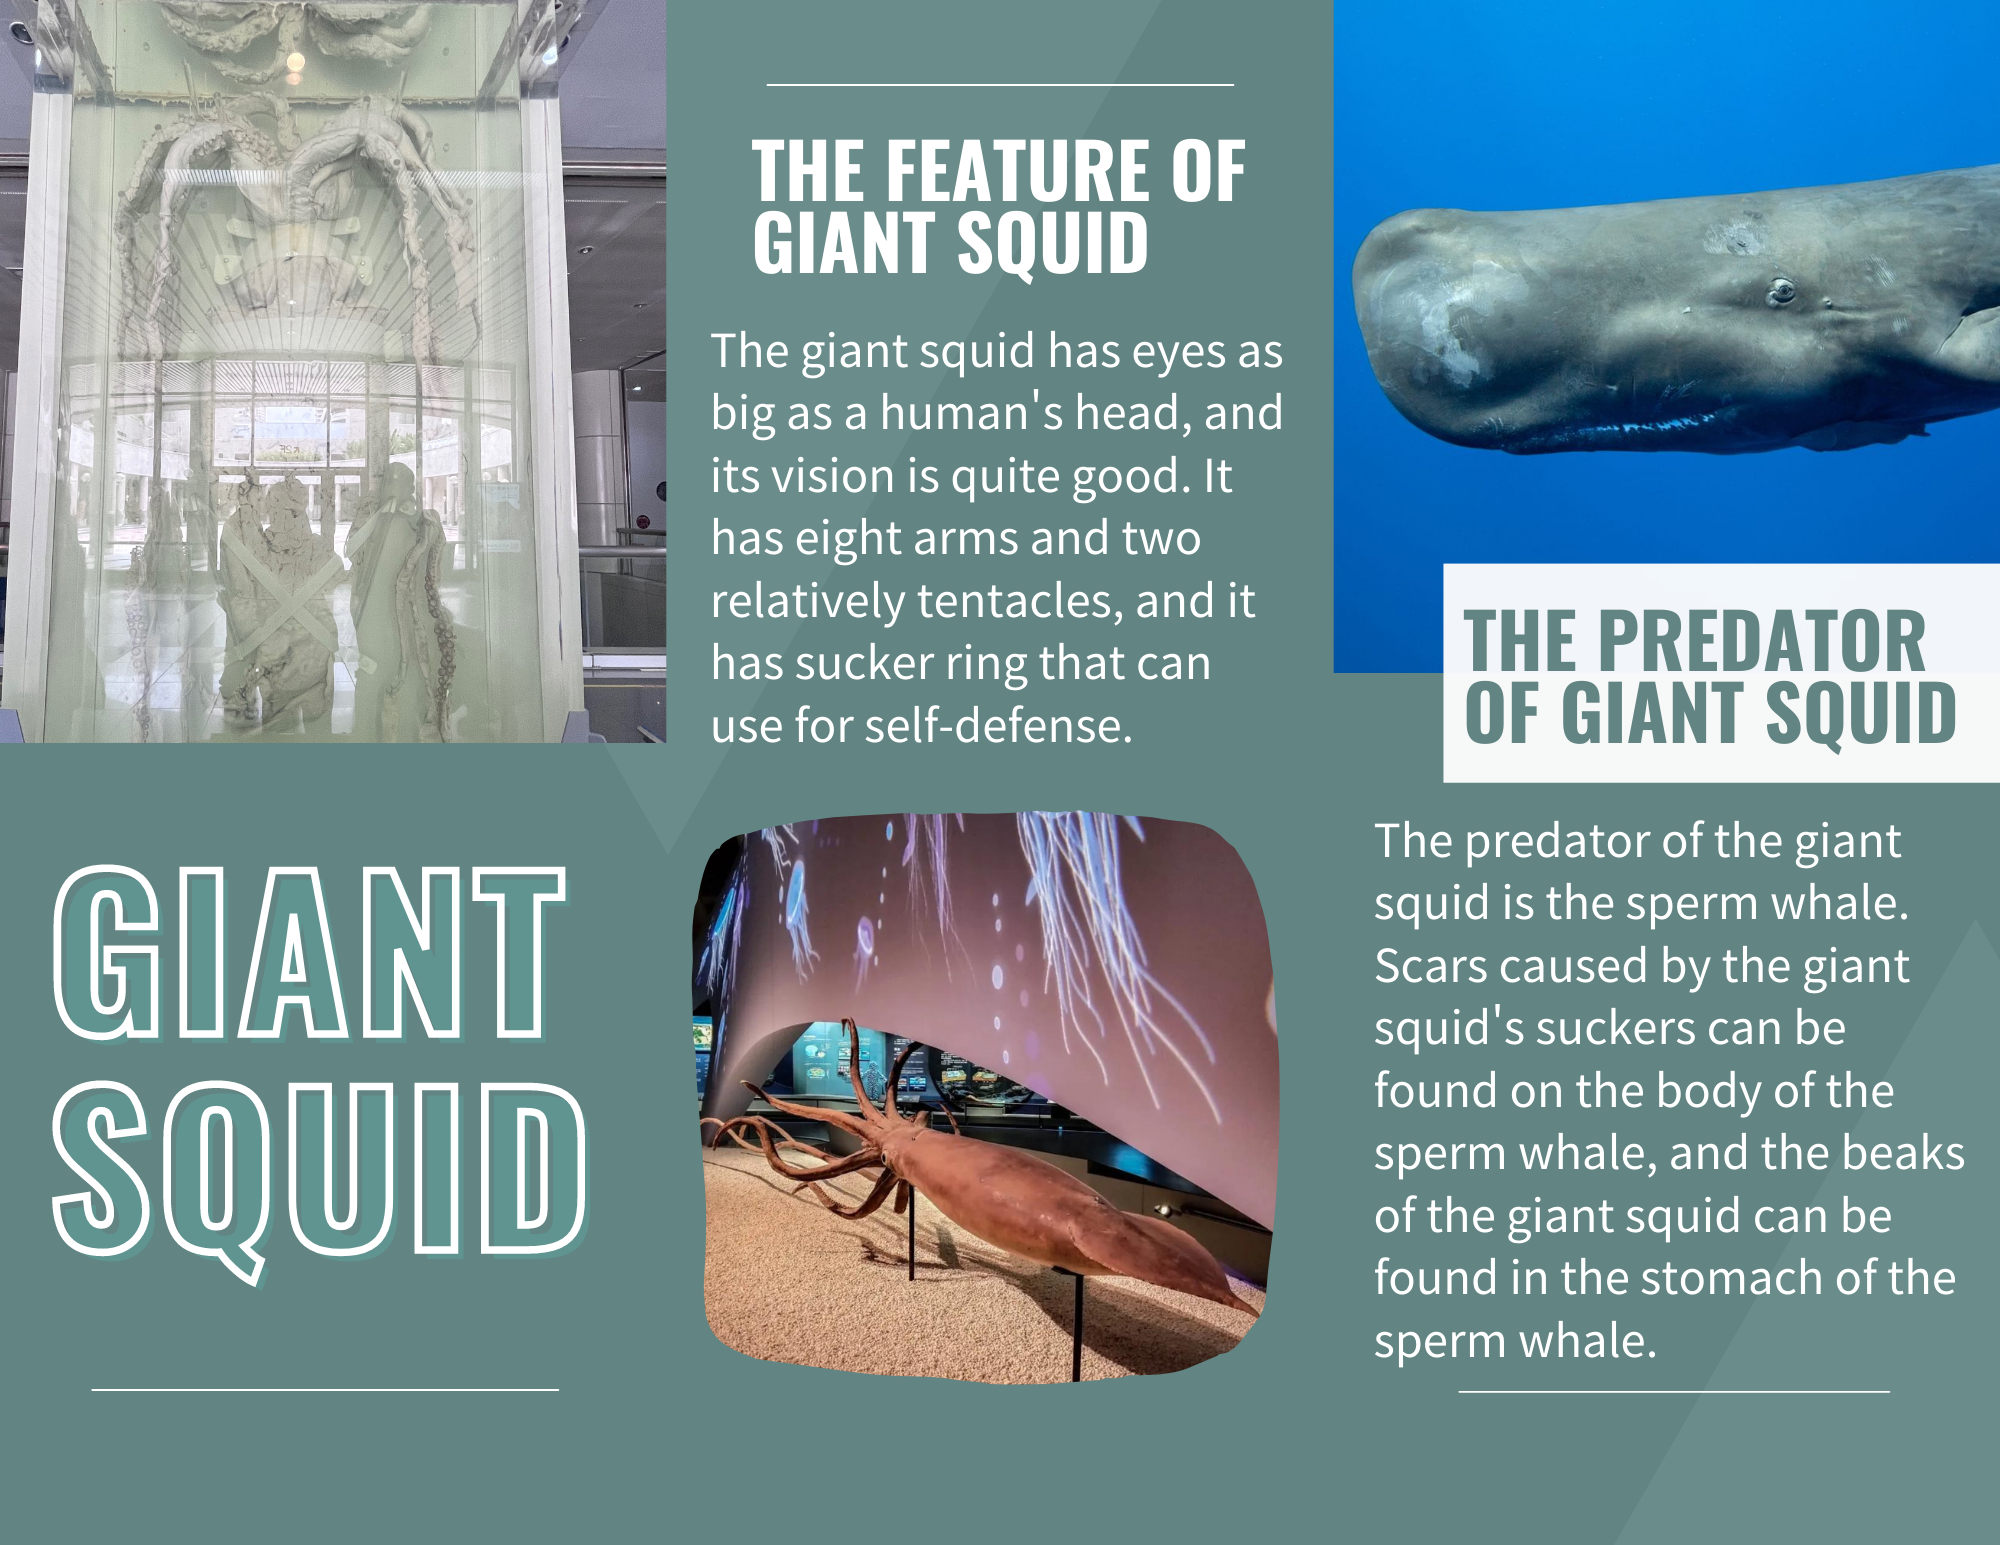 GIANT
SQUID
THE FEATURE OF
GIANT SQUID
The giant squid has eyes as
big as a human's head, and
its vision is quite good. It
has eight arms and two
relatively tentacles, and it
has sucker ring that can
use for self-defense.
THE PREDATOR
OF GIANT SQUID
The predator of the giant
squid is the sperm whale.
Scars caused by the giant
squid's suckers can be
found on the body of the
sperm whale, and the beaks
of the giant squid can be
found in the stomach of the
sperm whale.